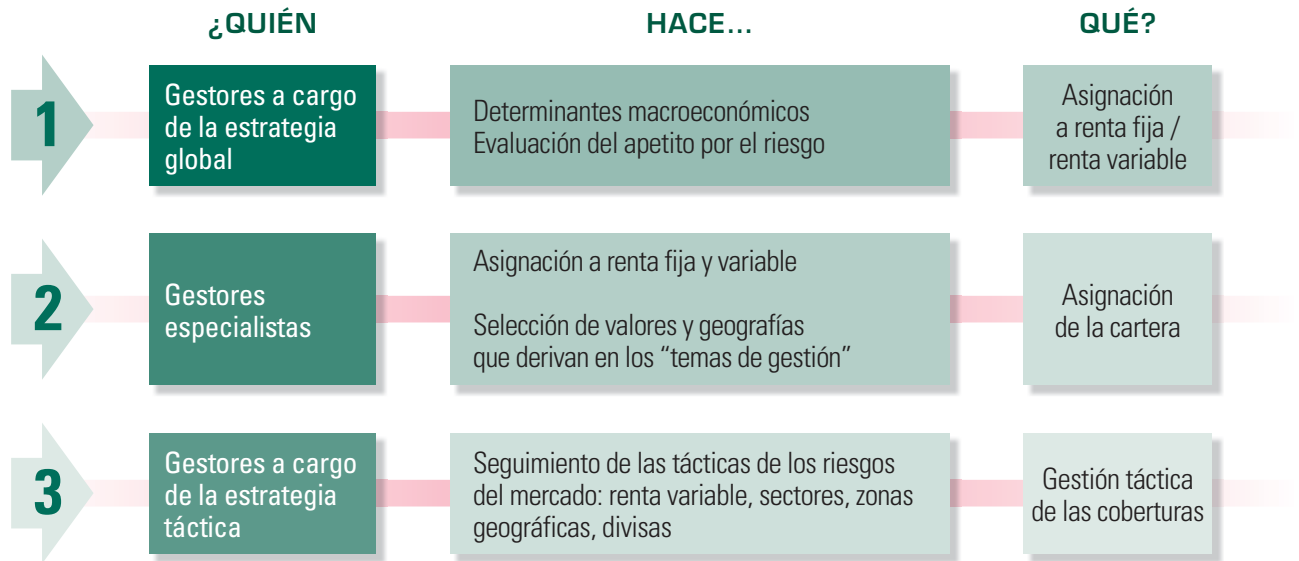 ¿QUIÉN
HACE...
QUÉ?
1
Gestores a cargo
de la estrategia
global
Determinantes macroeconómicos
Evaluación del apetito por el riesgo
Asignación
a renta fija /
renta variable
2
Gestores
especialistas
Asignación a renta fija y variable
Selección de valores y geografías
que derivan en los “temas de gestión”
Asignación
de la cartera
3
Gestores a cargo
de la estrategia
táctica
Seguimiento de las tácticas de los riesgos
del mercado: renta variable, sectores, zonas
geográficas, divisas
Gestión táctica
de las coberturas